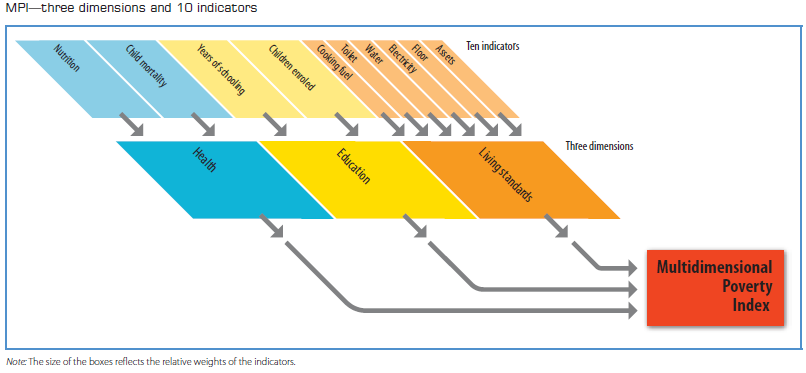 MPI—three dimensions and 10 indicators
Nutrition
Child mortality
Years of schooling
Children enroled
Cooking fuel
Toilet
Water
Electricity
Floor
Assets
Ten indicators
Health
Education
Living standards
Three dimensions
Multidimensional
Poverty
Index
Note: The size of the boxes reflects the relative weights of the indicators.